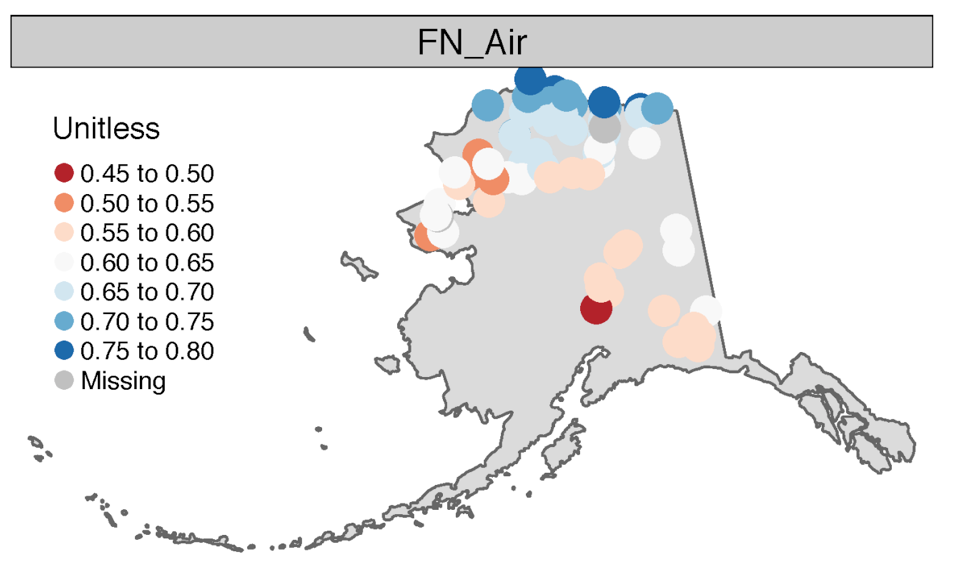 FN_Air
Unitless
0.45 to 0.50
0.50 to 0.55
0.55 to 0.60
0.60 to 0.65
0.65 to 0.70
0.70 to 0.75
0.75 to 0.80
Missing